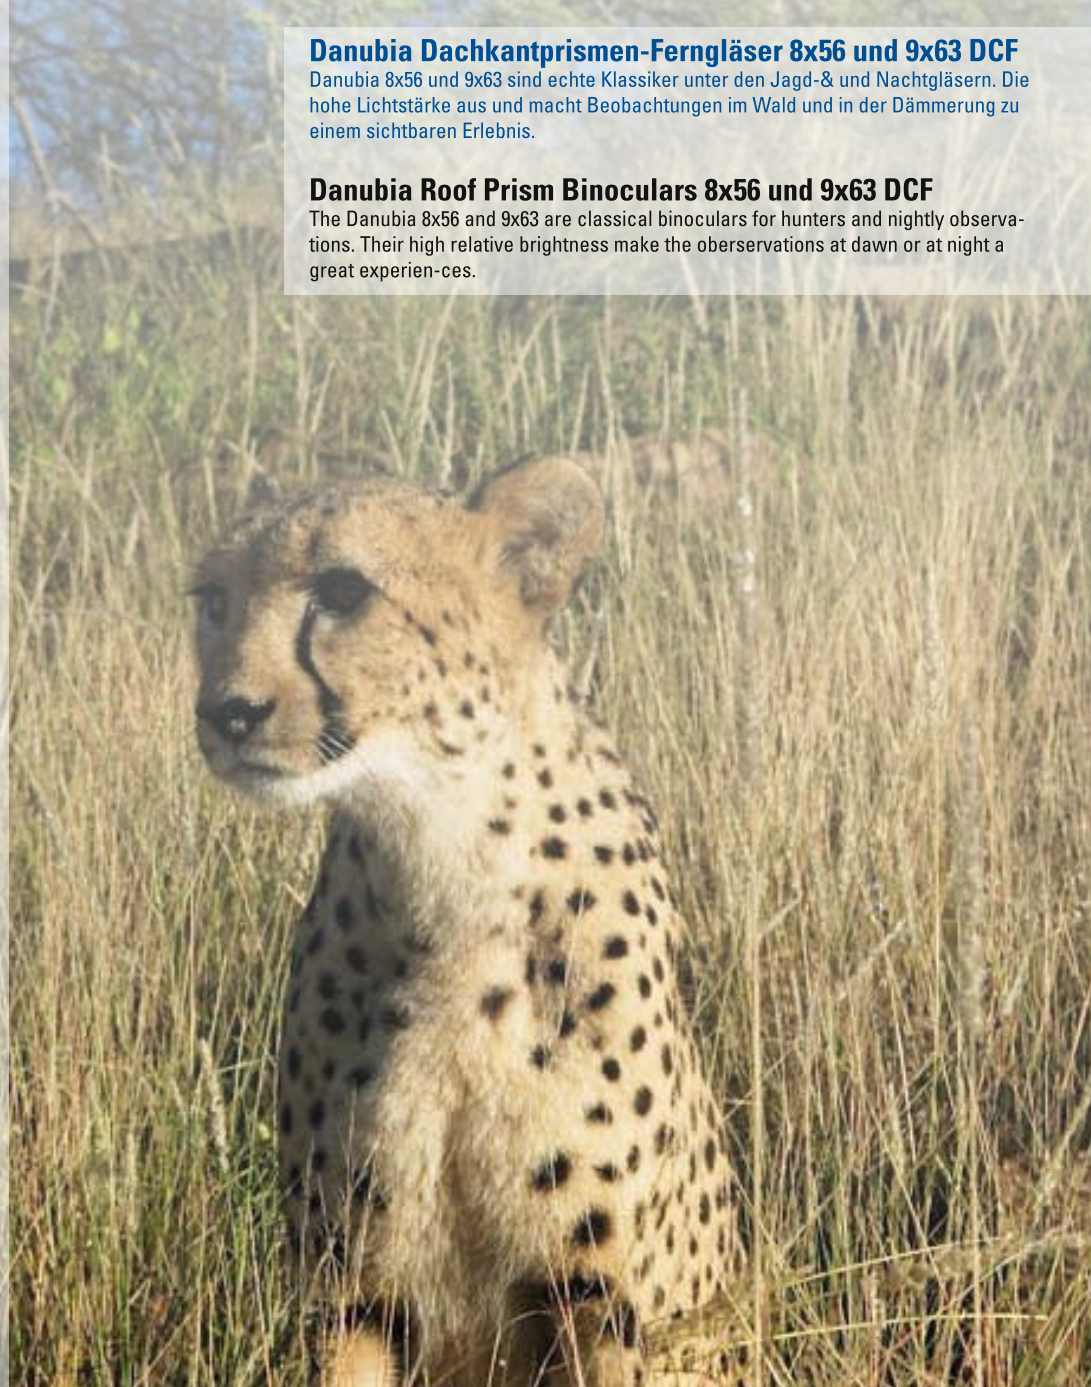 Danubia Dachkantprismen-Ferngläser 8x56 und 9x63 DCF
Danubia 8x56 und 9x63 sind echte Klassiker unter den Jagd-& und Nachtgläsern. Die
hohe Lichtstärke aus und macht Beobachtungen im Wald und in der Dämmerung zu
einem sichtbaren Erlebnis.
Danubia Roof Prism Binoculars 8x56 und 9x63 DCF
The Danubia 8x56 and 9x63 are classical binoculars for hunters and nightly observa-
tions. Their high relative brightness make the oberservations at dawn or at night a
great experien-ces.